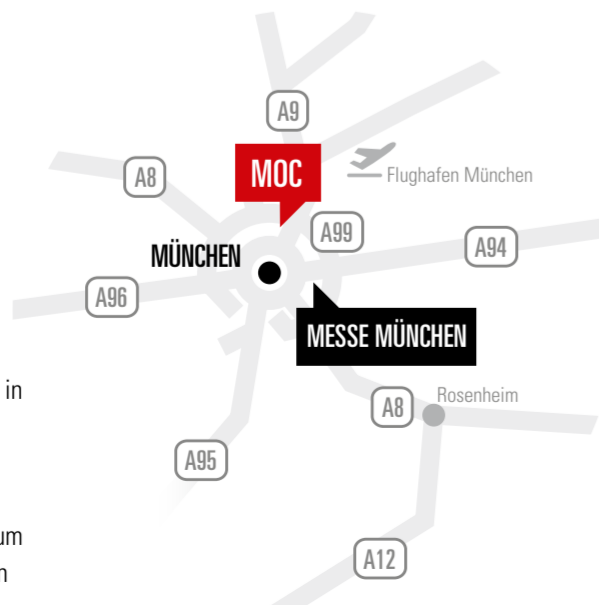 A9
MOC
Flughafen München
A8
A99
A94
MÜNCHEN
A96
MESSE MÜNCHEN
in
A8
Rosenheim
A95
um
n
A12